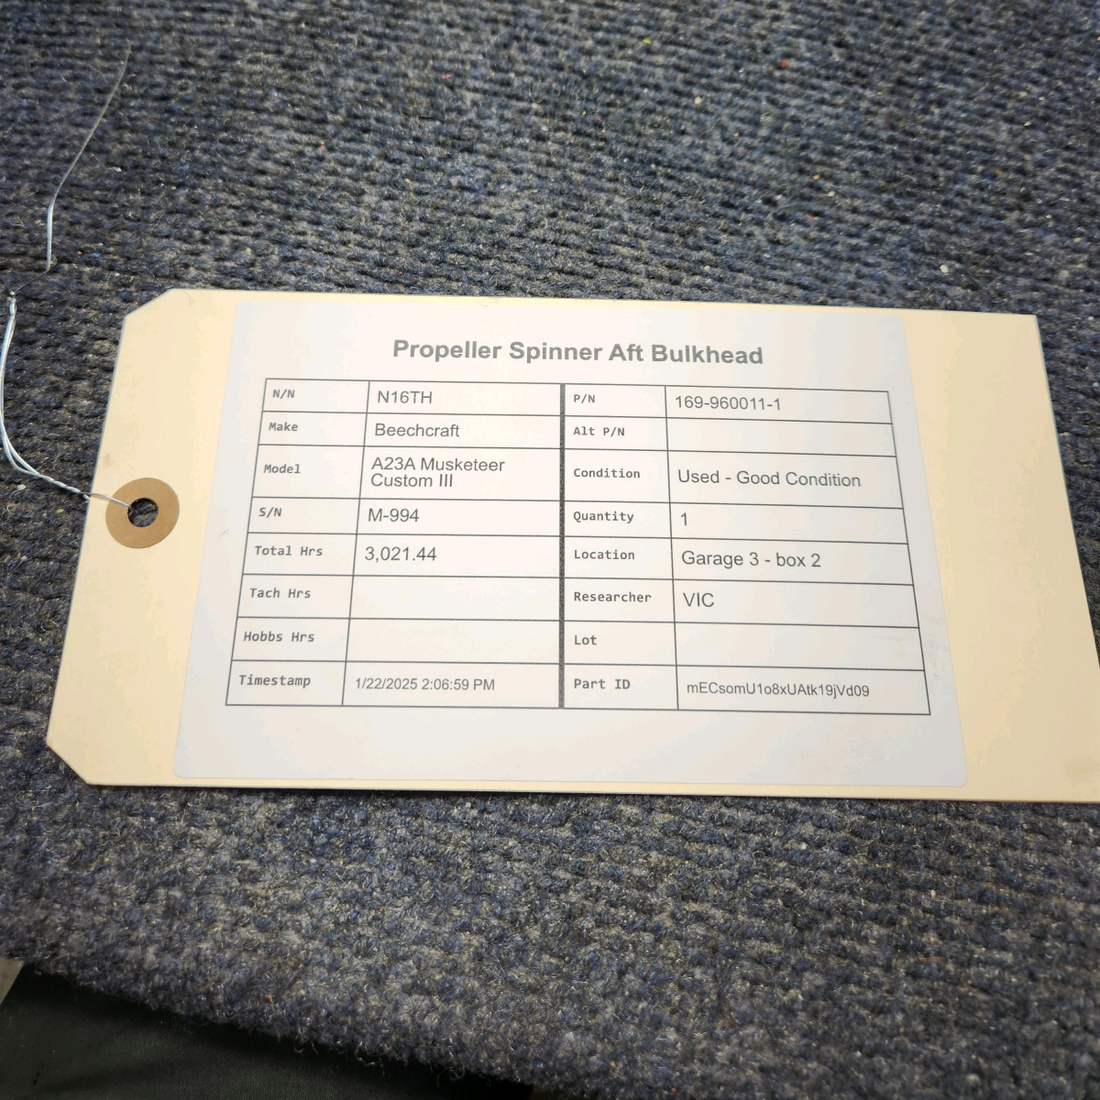 Propeller Spinner Aft Bulkhead
N/N N16TH P/N 169-960011-1
Make Beechcraft Alt P/N
Model A23A Musketeer Custom III Condition Used - Good Condition
S/N M-994 Quantity 1
Total Hrs 3,021.44 Location Garage 3 - box 2
Tach Hrs Researcher VIC
Hobbs Hrs Lot
Timestamp 1/22/2025 2:06:59 PM Part ID mECsomU1o8xUAtk19jVd09